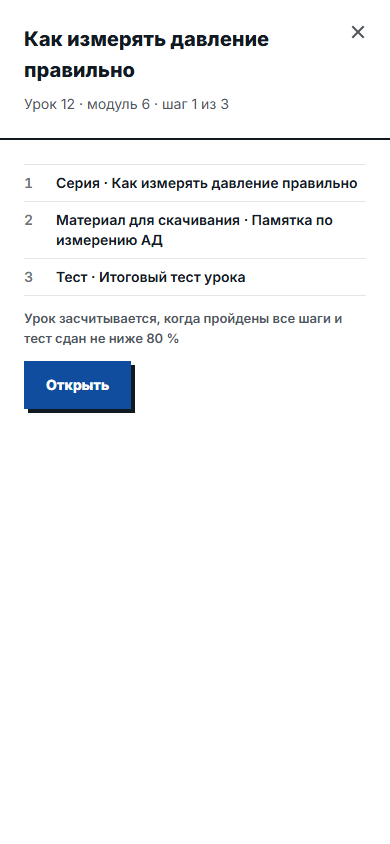 Как измерять давление
правильно
Урок 12 · модуль 6 · шаг 1 из 3
1 Серия · Как измерять давление правильно
2 Материал для скачивания · Памятка по
измерению АД
3 Тест · Итоговый тест урока
Урок засчитывается, когда пройдены все шаги и
тест сдан не ниже 80 %
Открыть